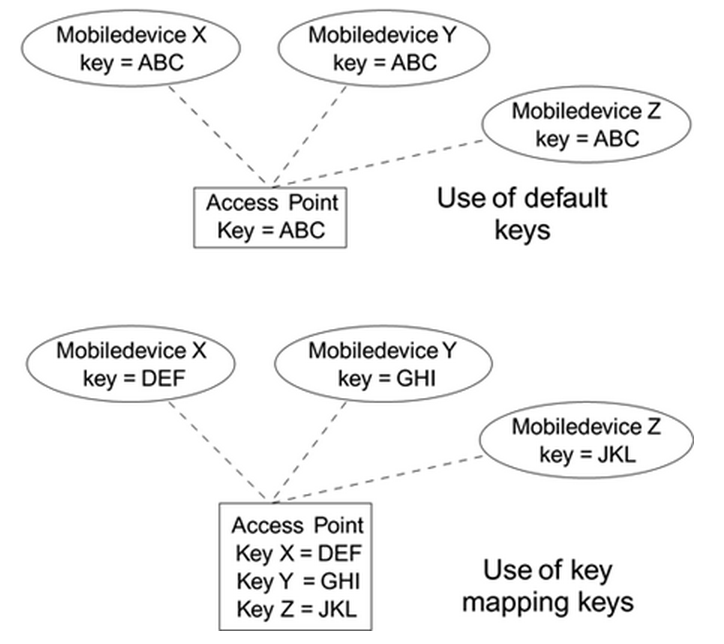 Mobiledevice X
key = ABC
Mobiledevice Y
key = ABC
Mobiledevice Z
key = ABC
Access Point
Key = ABC
Use of default
keys
Mobiledevice X
key = DEF
Mobiledevice Y
key = GHI
Mobiledevice Z
key = JKL
Access Point
Key X = DEF
Key Y = GHI
Key Z = JKL
Use of key
mapping keys